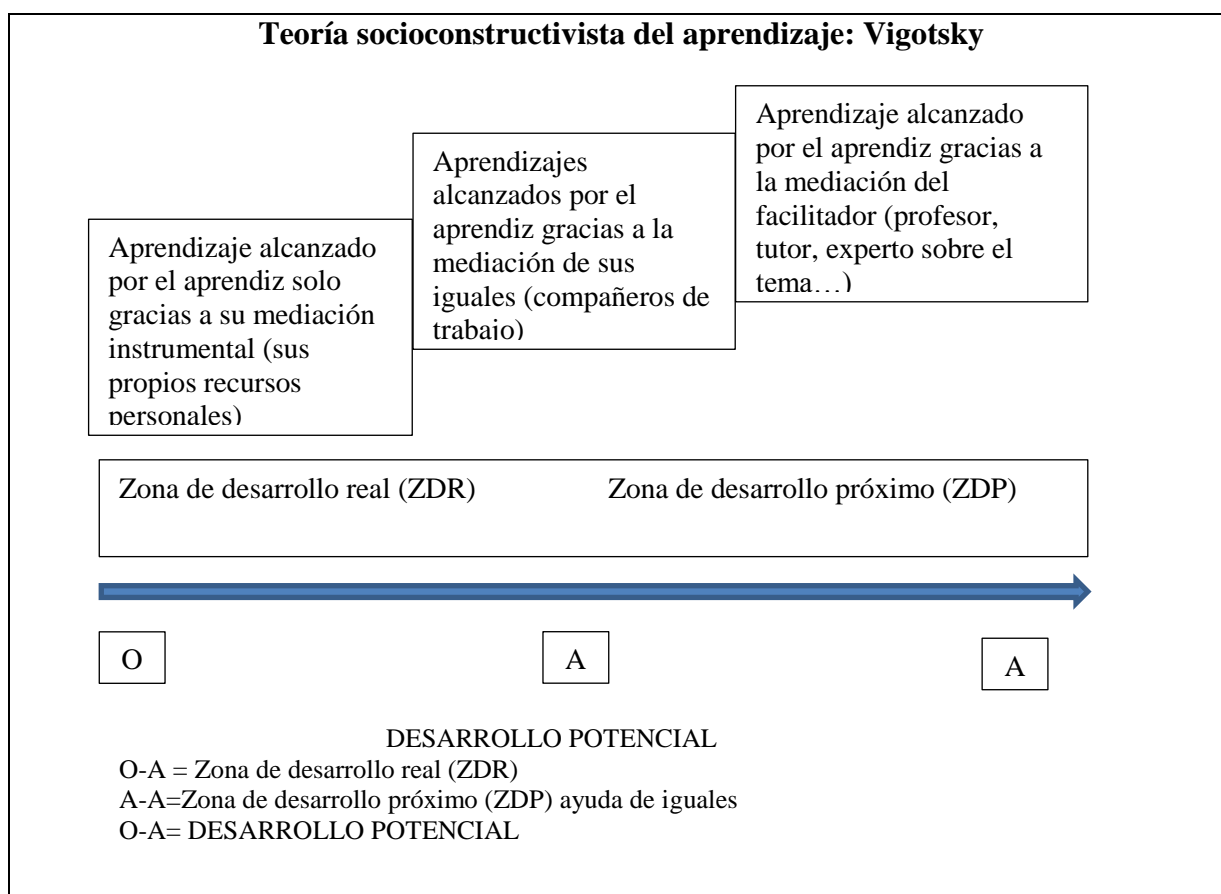 Teoría socioconstructivista del aprendizaje: Vigotsky
Aprendizaje alcanzado
por el aprendiz solo
gracias a su mediación
instrumental (sus
propios recursos
personales)
Aprendizajes
alcanzados por el
aprendiz gracias a la
mediación de sus
iguales (compañeros de
trabajo)
Aprendizaje alcanzado
por el aprendiz gracias a
la mediación del
facilitador (profesor,
tutor, experto sobre el
tema…)
Zona de desarrollo real (ZDR) Zona de desarrollo próximo (ZDP)
O A A
DESARROLLO POTENCIAL
O-A = Zona de desarrollo real (ZDR)
A-A=Zona de desarrollo próximo (ZDP) ayuda de iguales
O-A= DESARROLLO POTENCIAL